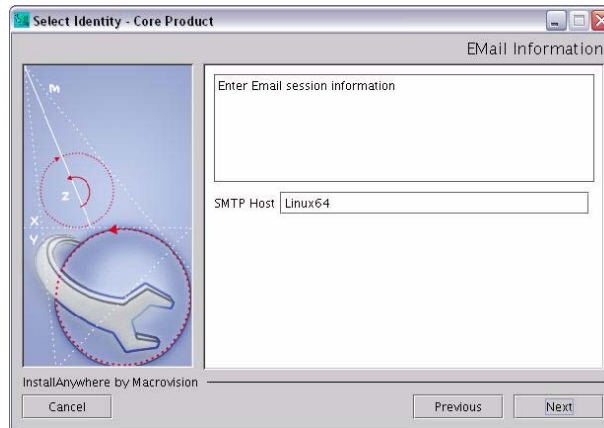 Select Identity - Core Product
EMail Information
M
Z
X
Y
Enter Email session information
SMTP Host Linux64
InstallAnywhere by Macrovision
Cancel Previous Next